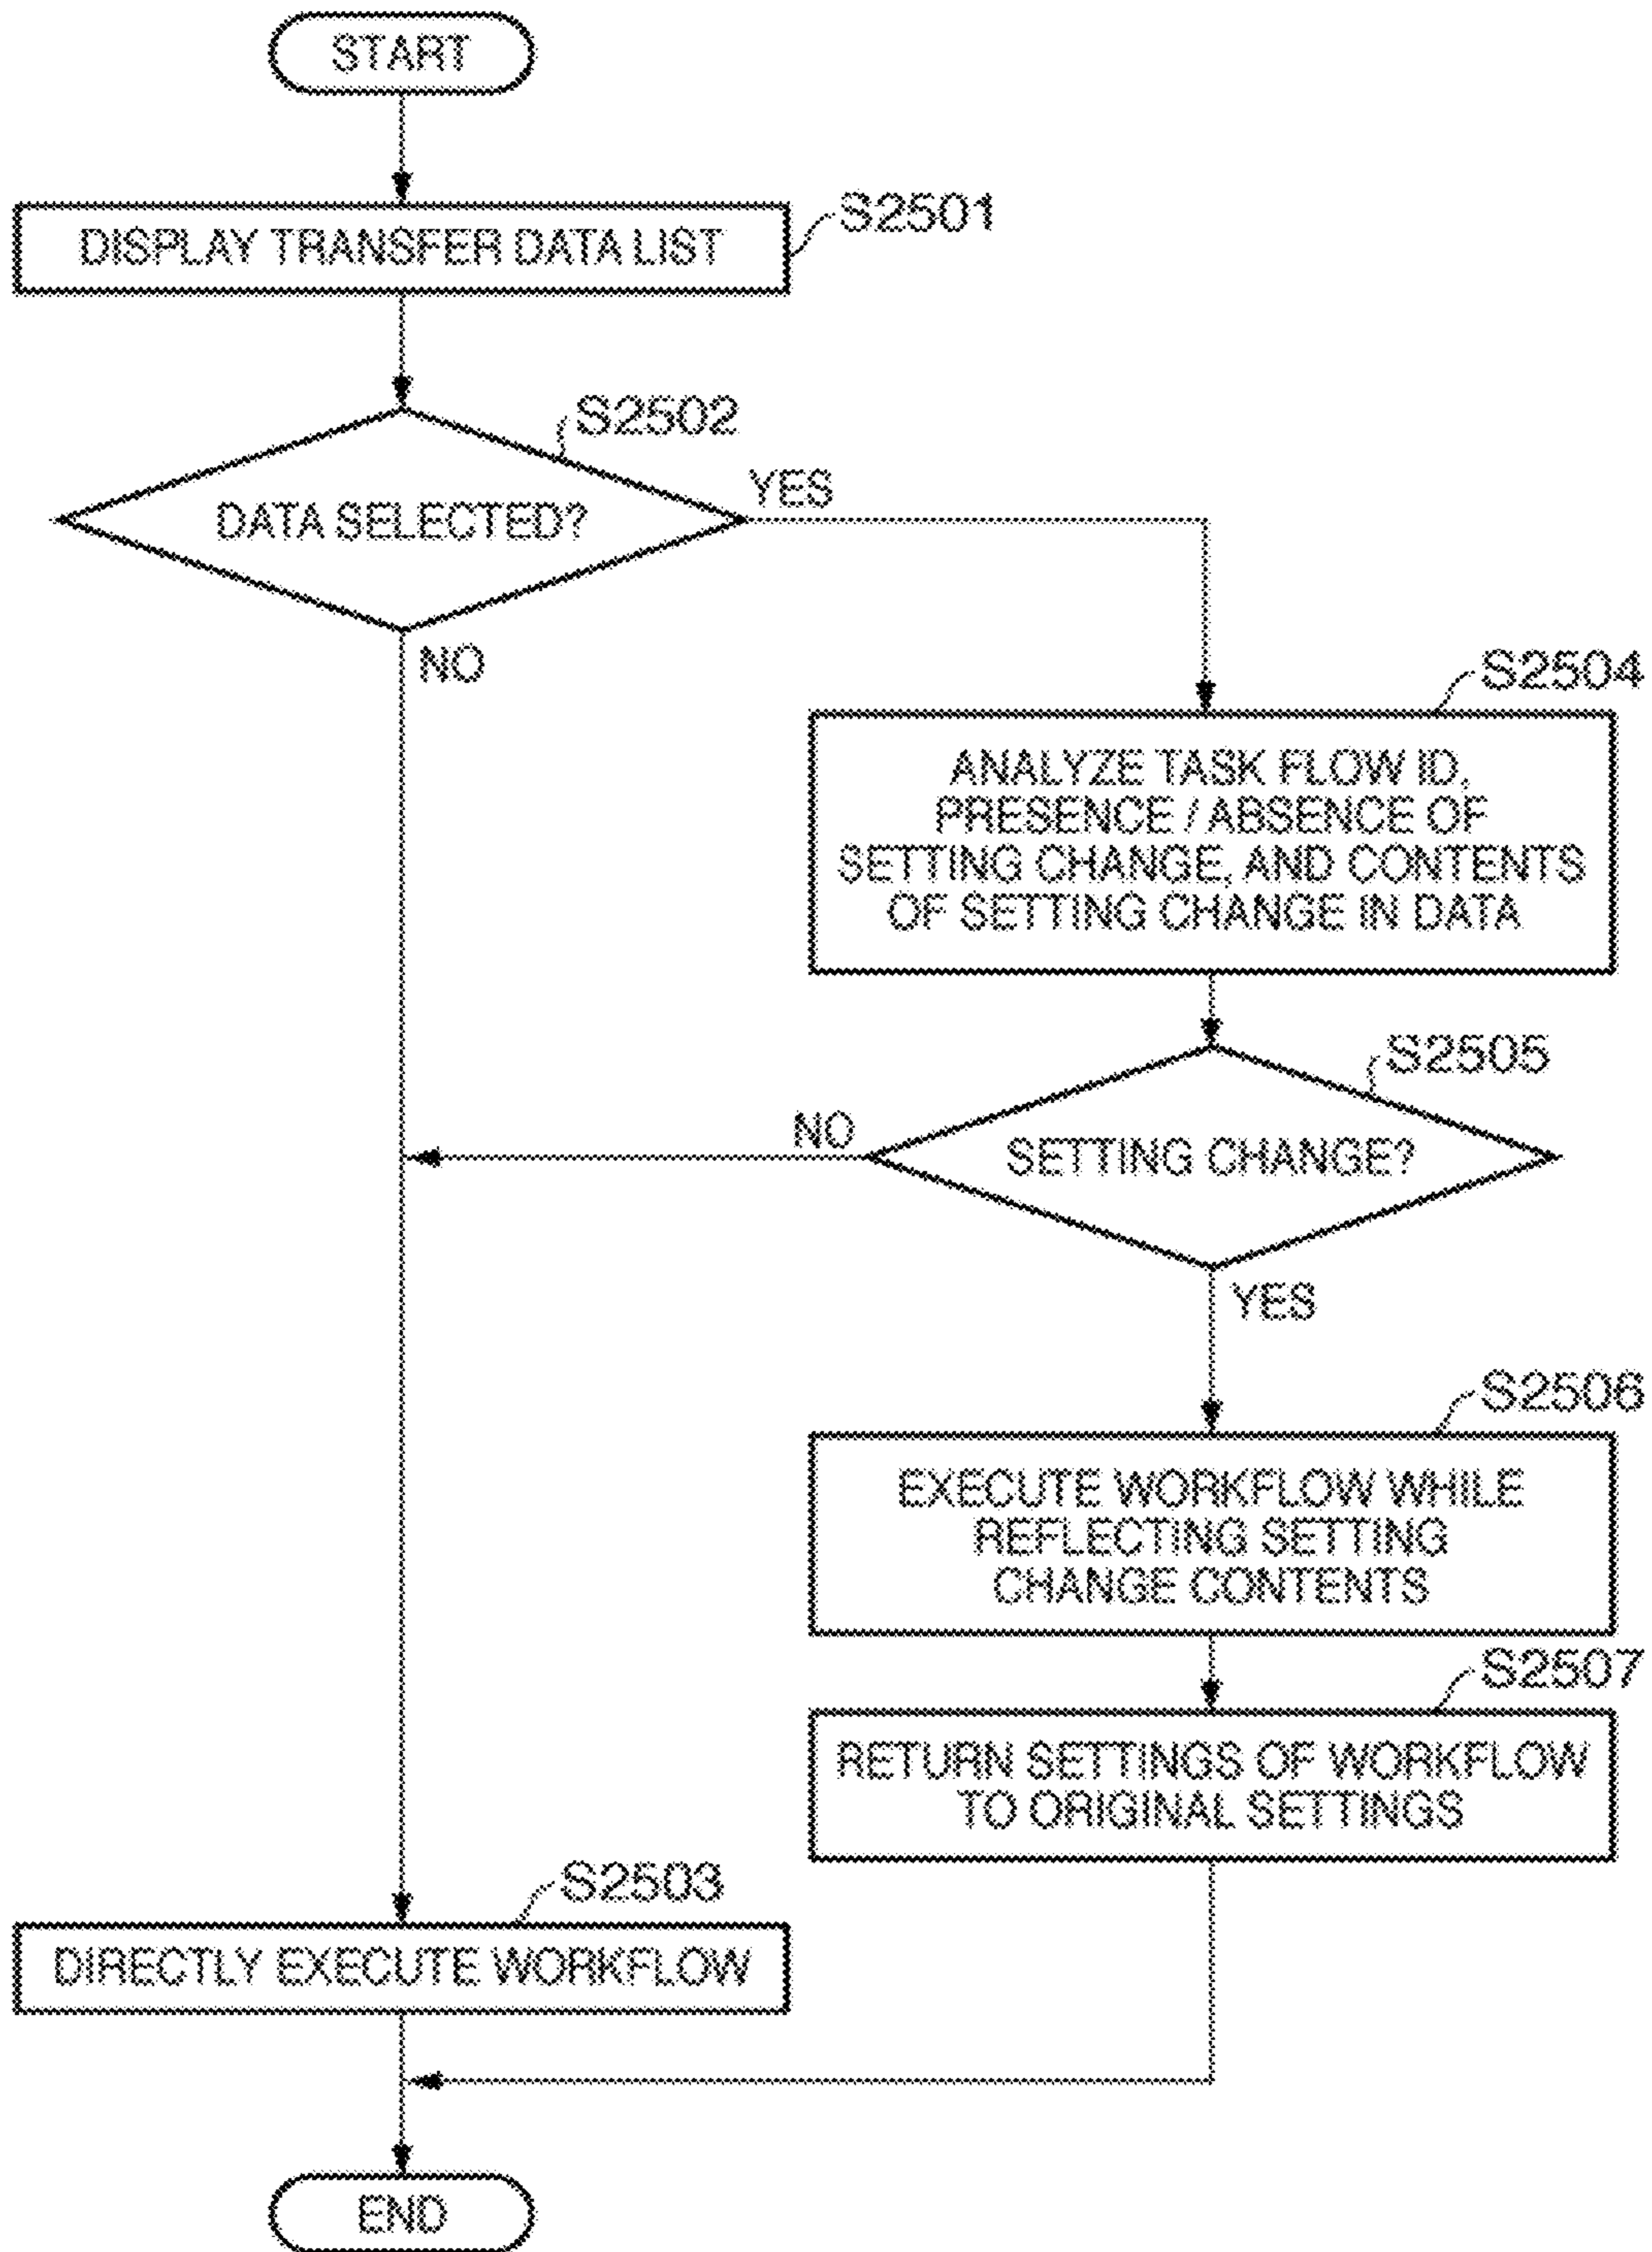 START
DISPLAY TRANSFER DATA LIST
S2501
S2502
DATA SELECTED?
YES
NO
S2504
ANALYZE TASK FLOW ID,
PRESENCE / ABSENCE OF
SETTING CHANGE, AND CONTENTS
OF SETTING CHANGE IN DATA
S2505
NO
SETTING CHANGE?
YES
S2506
EXECUTE WORKFLOW WHILE
REFLECTING SETTING
CHANGE CONTENTS
S2507
RETURN SETTINGS OF WORKFLOW
TO ORIGINAL SETTINGS
S2503
DIRECTLY EXECUTE WORKFLOW
END